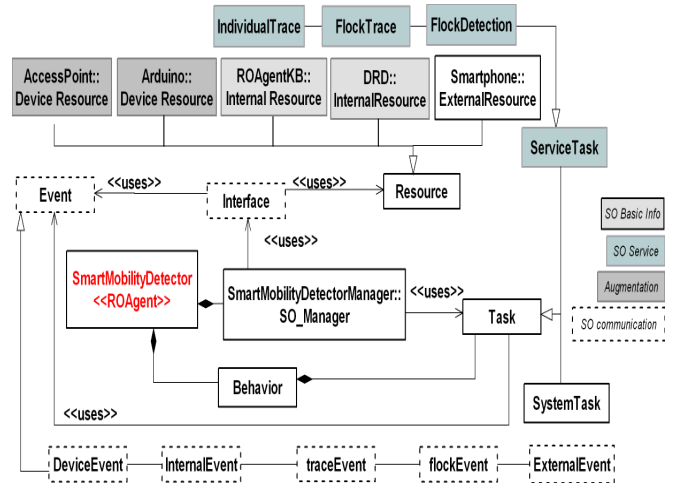 IndividualTrace
FlockTrace
FlockDetection
AccessPoint::
Device Resource
Arduino::
Device Resource
ROAgentKB::
Internal Resource
DRD::
InternalResource
Smartphone::
ExternalResource
ServiceTask
Event
<<uses>>
Interface
<<uses>>
Resource
SO Basic Info
<<uses>>
SO Service
SmartMobilityDetector
<<ROAgent>>
SmartMobilityDetectorManager::
SO_Manager
<<uses>>
Augmentation
Task
SO communication
Behavior
SystemTask
<<uses>>
DeviceEvent
InternalEvent
traceEvent
flockEvent
ExternalEvent